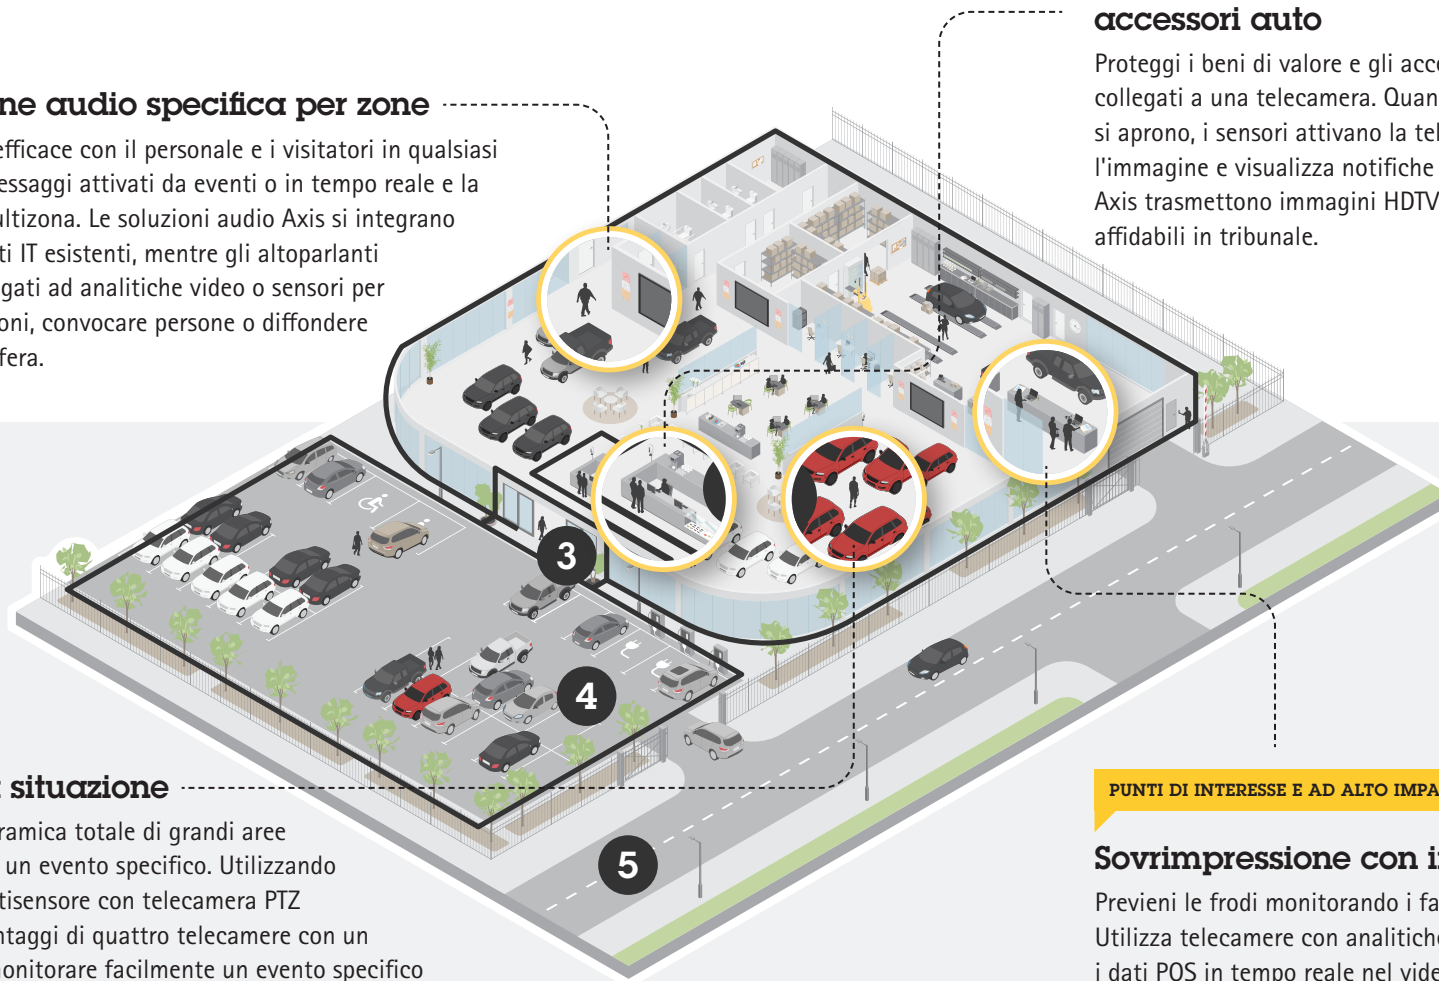 ne audio specifica per zone
efficace con il personale e i visitatori in qualsiasi
essaggi attivati da eventi o in tempo reale e la
ultizona. Le soluzioni audio Axis si integrano
ti IT esistenti, mentre gli altoparlanti
gati ad analitiche video o sensori per
oni, convocare persone o diffondere
fera.
accessori auto
Proteggi i beni di valore e gli acce
collegati a una telecamera. Quan
si aprono, i sensori attivano la tel
l'immagine e visualizza notifiche
Axis trasmettono immagini HDTV
affidabili in tribunale.
3
4
5
situazione
ramica totale di grandi aree
un evento specifico. Utilizzando
tisensore con telecamera PTZ
ntaggi di quattro telecamere con un
monitorare facilmente un evento specifico
PUNTI DI INTERESSE E AD ALTO IMPA
Sovrimpressione con i
Previeni le frodi monitorando i fa
Utilizza telecamere con analitiche
i dati POS in tempo reale nel vide